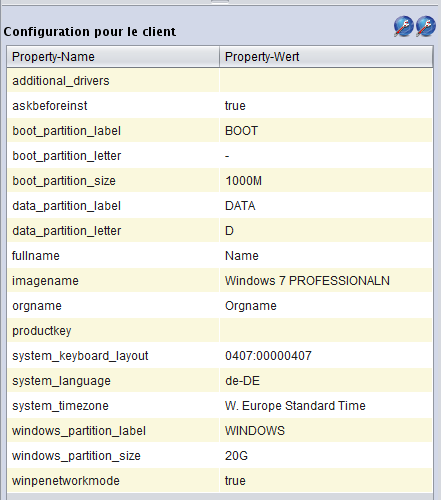 Configuration pour le client
Property-Name Property-Wert
additional_drivers
askbeforeinst true
boot_partition_label BOOT
boot_partition_letter -
boot_partition_size 1000M
data_partition_label DATA
data_partition_letter D
fullname Name
imagename Windows 7 PROFESSIONALN
orgname Orgname
productkey
system_keyboard_layout 0407:00000407
system_language de-DE
system_timezone W. Europe Standard Time
windows_partition_label WINDOWS
windows_partition_size 20G
winpenetworkmode true